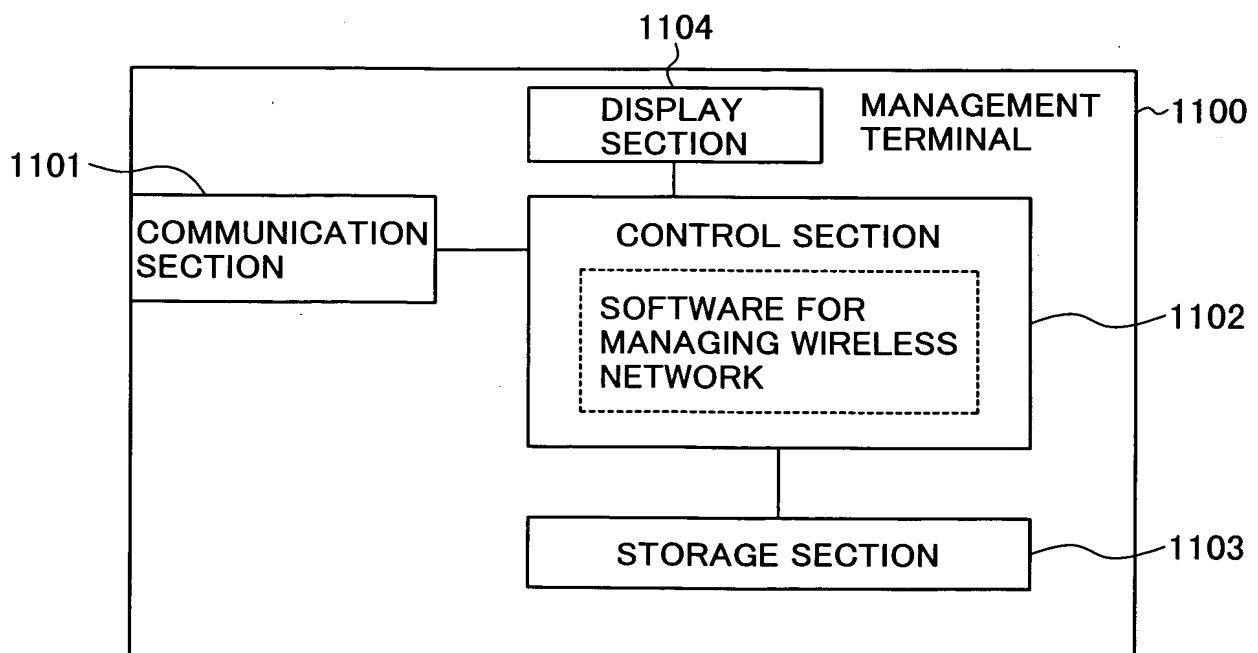 1104
DISPLAY
SECTION
MANAGEMENT
TERMINAL
1100
1101
COMMUNICATION
SECTION
CONTROL SECTION
SOFTWARE FOR
MANAGING WIRELESS
NETWORK
1102
STORAGE SECTION
1103